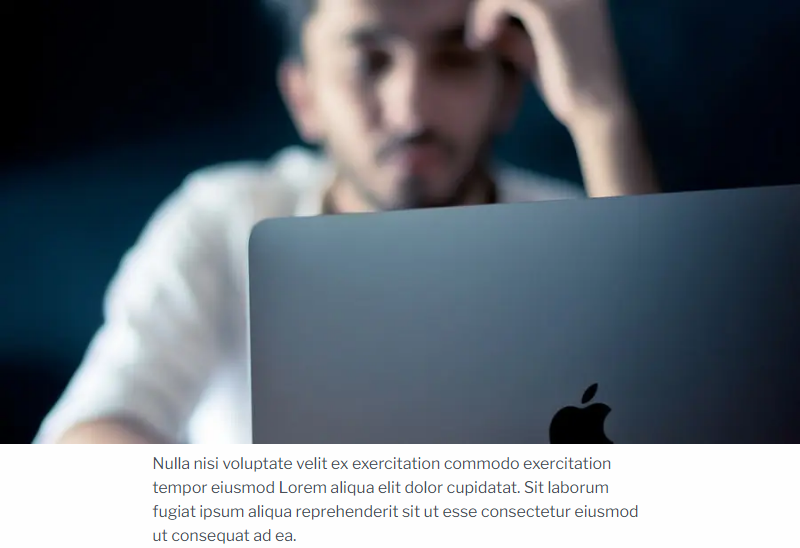 Nulla nisi voluptate velit ex exercitation commodo exercitation
tempor eiusmod Lorem aliqua elit dolor cupidatat. Sit laborum
fugiat ipsum aliqua reprehenderit sit ut esse consectetur eiusmod
ut consequat ad ea.